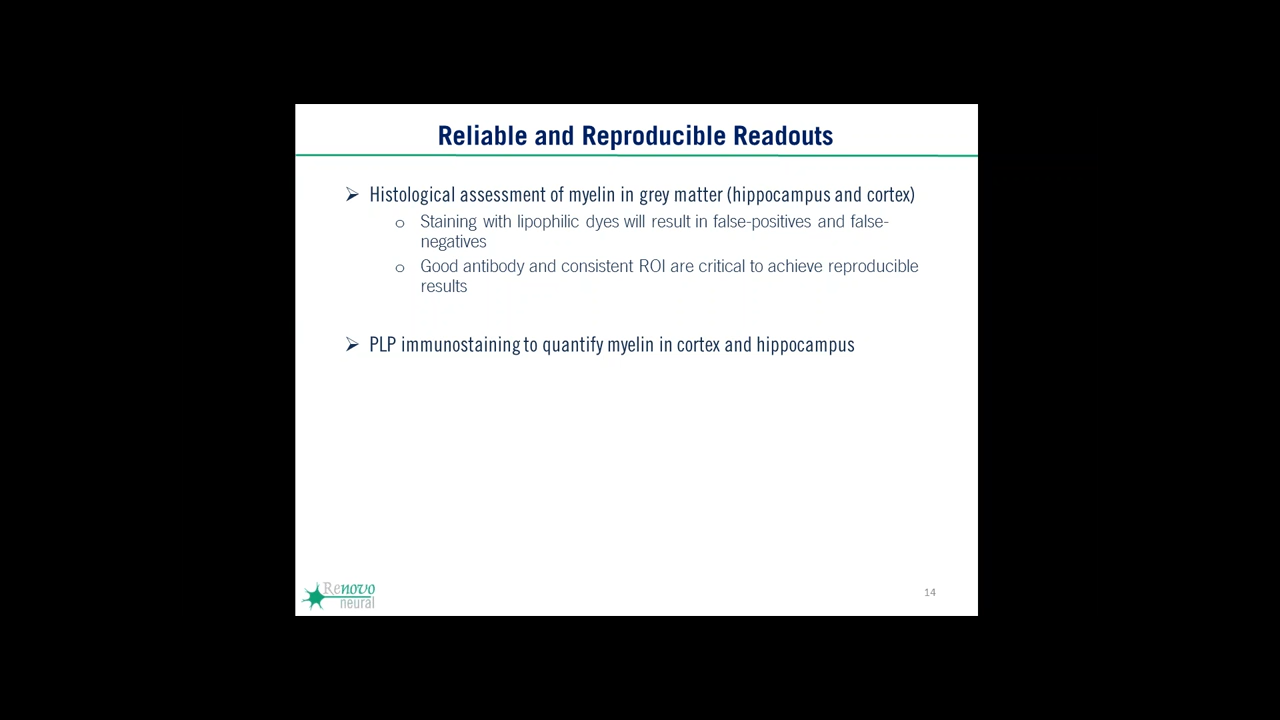 Reliable and Reproducible Readouts
Histological assessment of myelin in grey matter (hippocampus and cortex)
o Staining with lipophilic dyes will result in false-positives and false-
negatives
o Good antibody and consistent ROI are critical to achieve reproducible
results
PLP immunostaining to quantify myelin in cortex and hippocampus
Renovo
neural
14